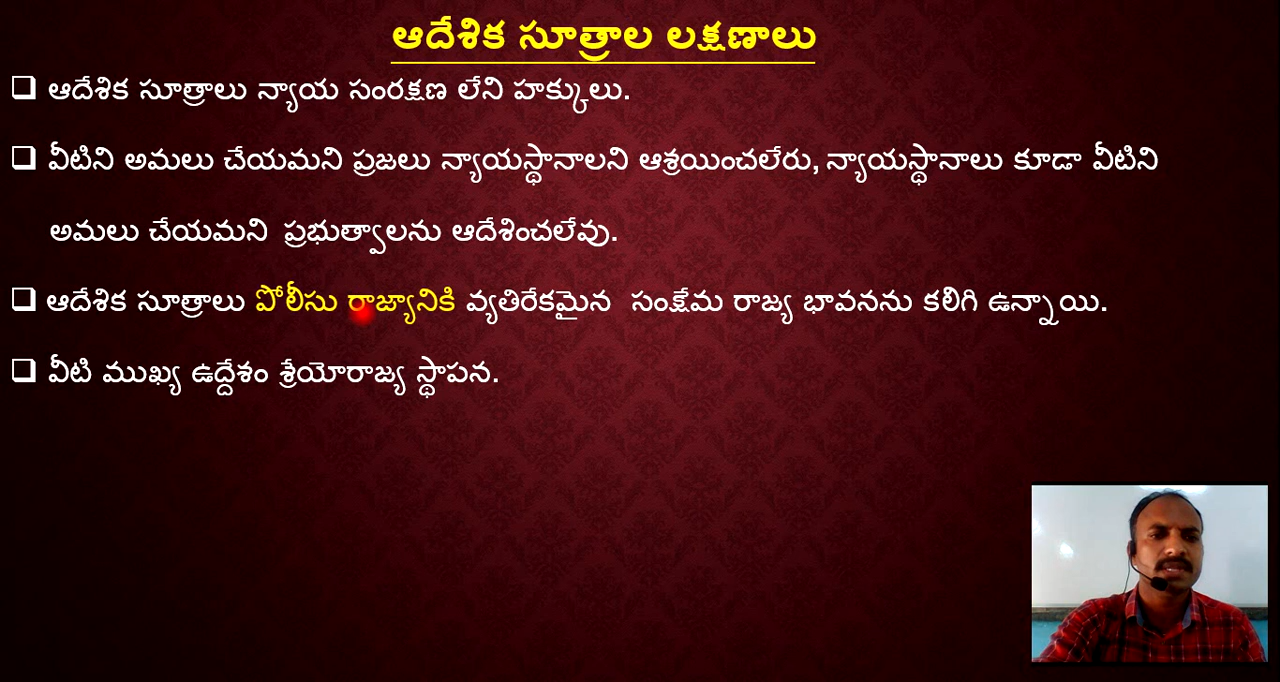 ఆదేశిక సూత్రాల లక్షణాలు
ఆదేశిక సూత్రాలు న్యాయ సంరక్షణ లేని హక్కులు.
వీటిని అమలు చేయమని ప్రజలు న్యాయస్థానాలని ఆశ్రయించలేరు, న్యాయస్థానాలు కూడా వీటిని
అమలు చేయమని ప్రభుత్వాలను ఆదేశించలేవు.
ఆదేశిక సూత్రాలు పోలీసు రాజ్యానికి వ్యతిరేకమైన సంక్షేమ రాజ్య భావనను కలిగి ఉన్నాయి.
వీటి ముఖ్య ఉద్దేశం శ్రేయోరాజ్య స్థాపన.